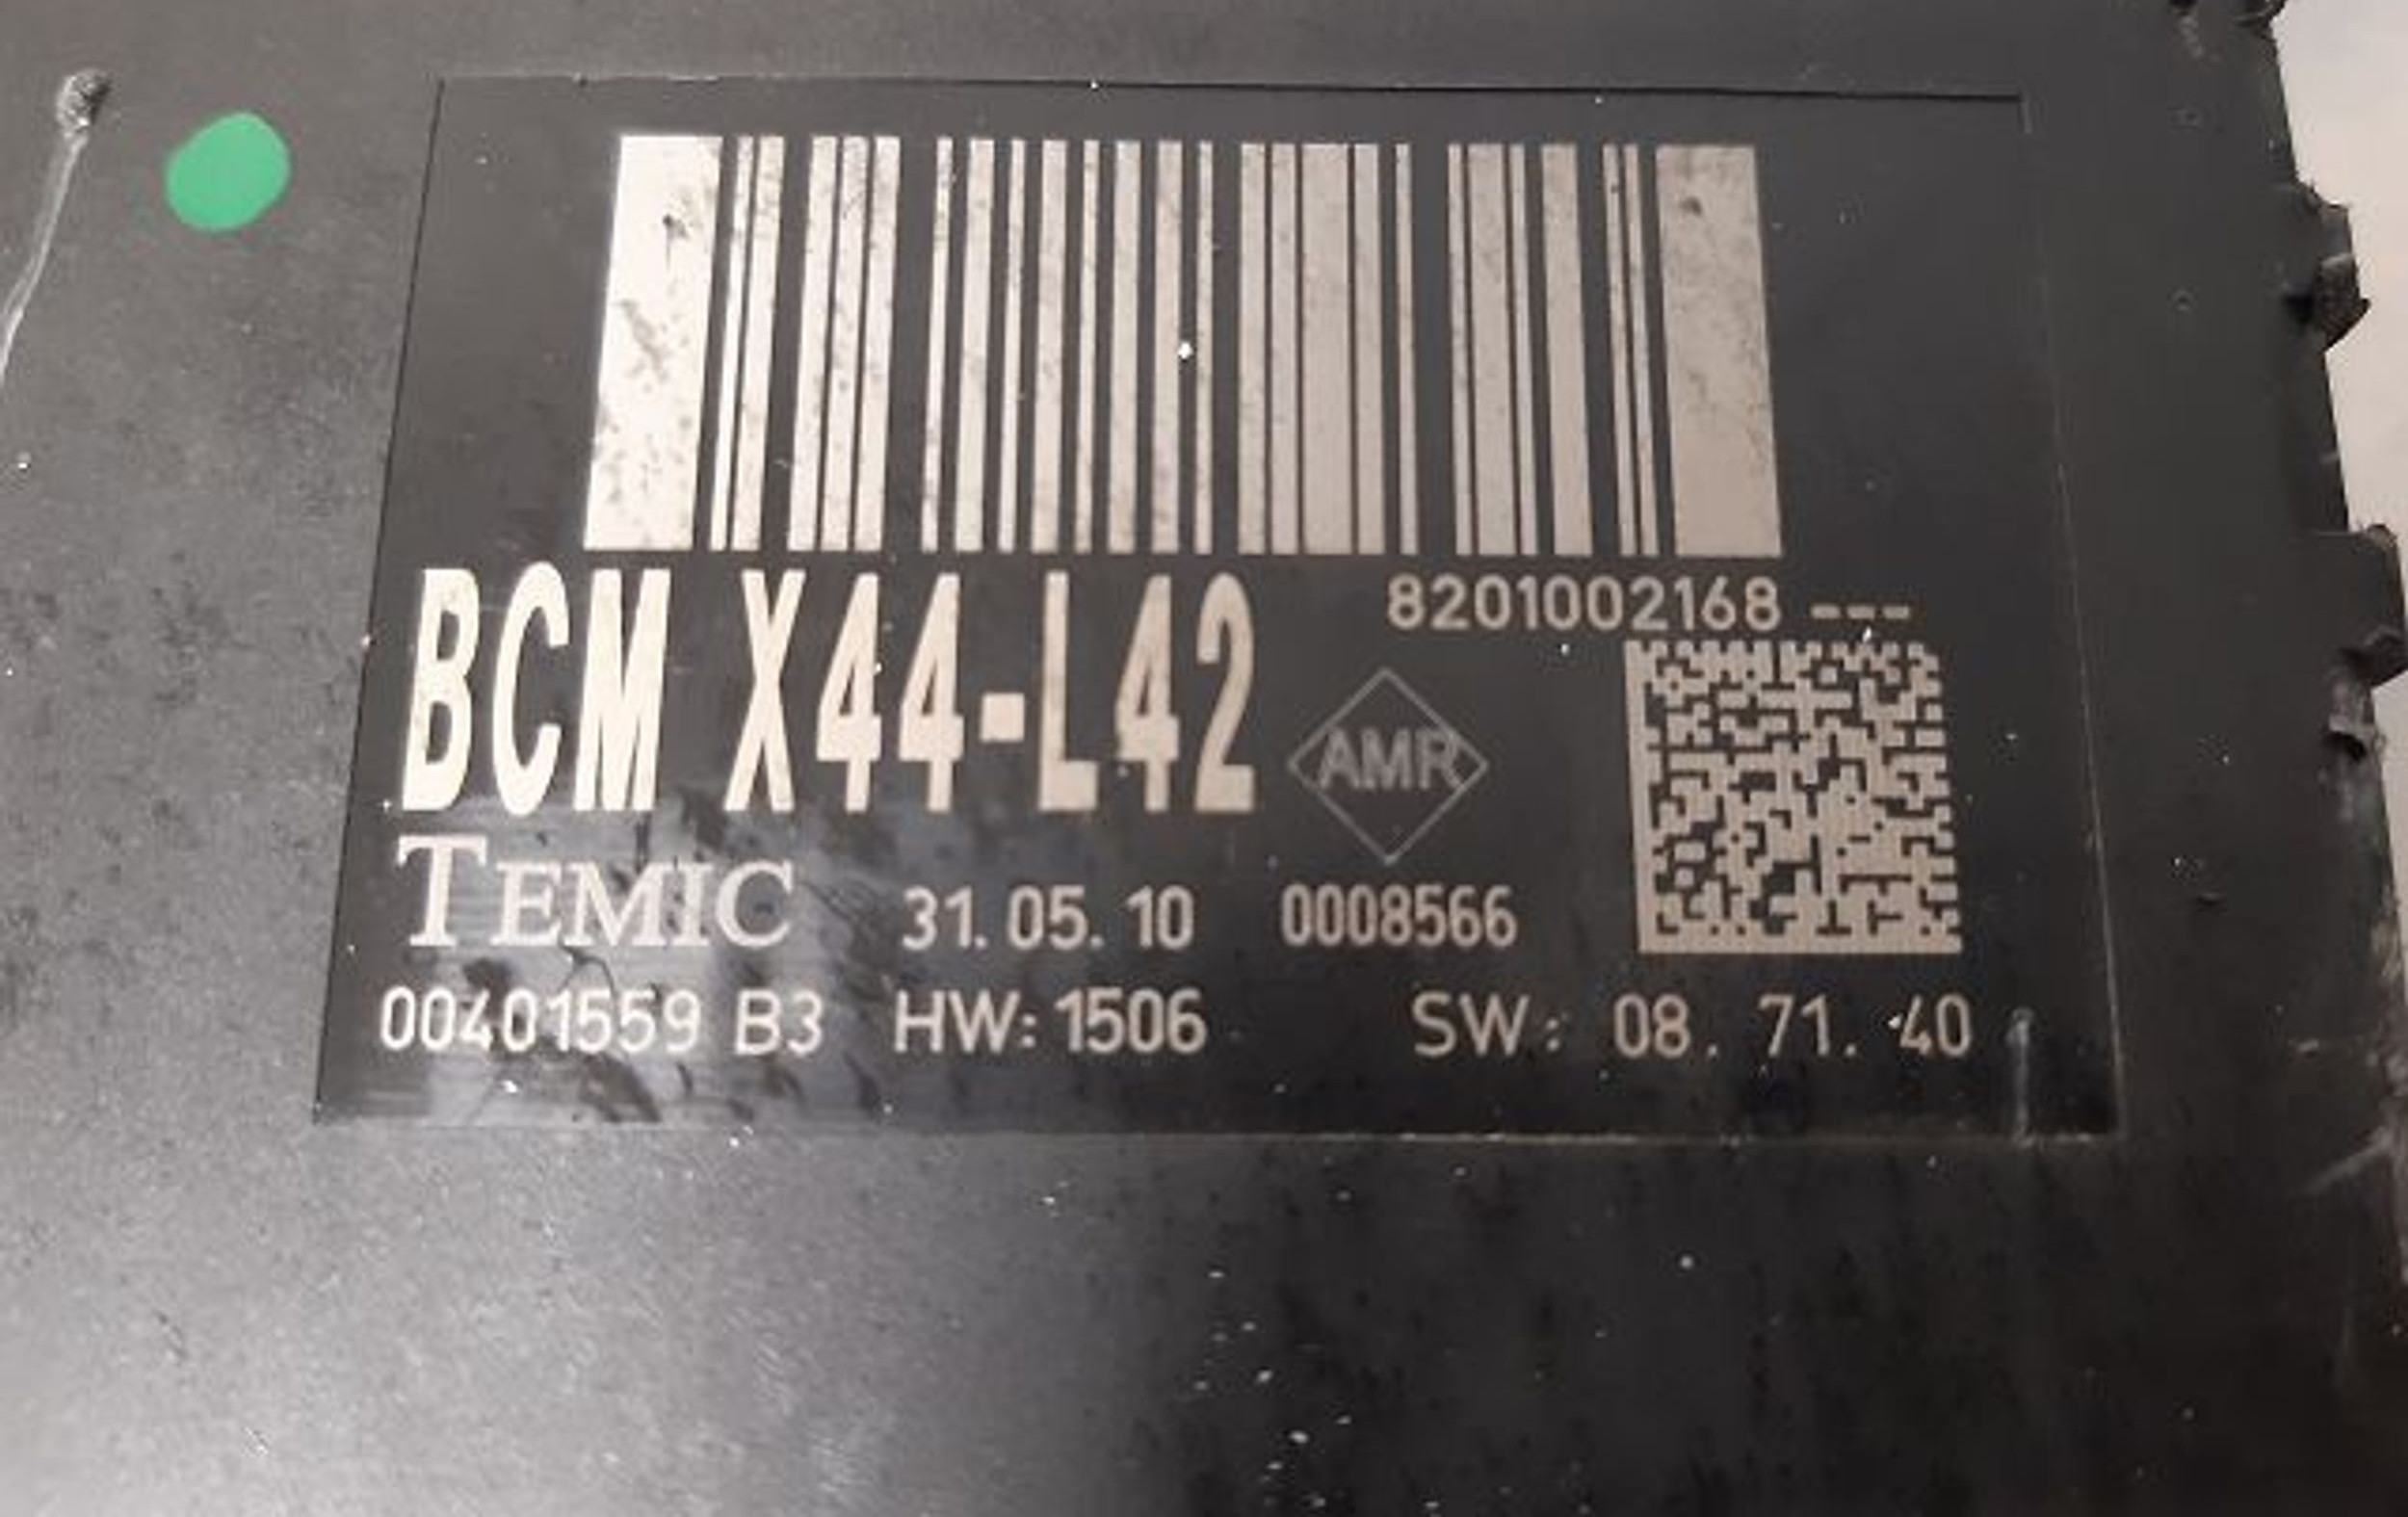 8201002168 ---
BCM X44-L42
AMR
TEMIC 31.05.10 0008566
00401559 B3 HW:1506 SW: 08. 71. 40